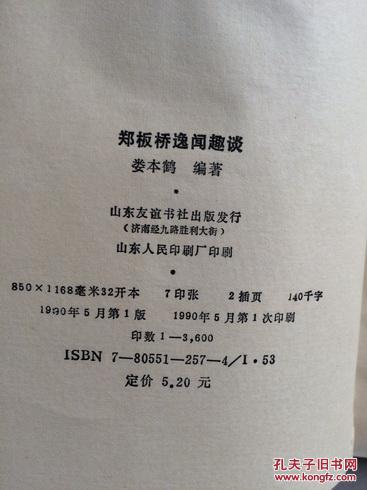 郑板桥逸闻趣谈
娄本鹤 编著
山东友谊书社出版发行
(济南经九路胜利大街)
山东人民印刷厂印刷
850×1168毫米32开本 7印张 2插页 140千字
1990年5月第1版 1990年5月第1次印刷
印数 1—3,600
ISBN 7—80551—257—4/I·53
定价 5.20 元
孔夫子旧书网